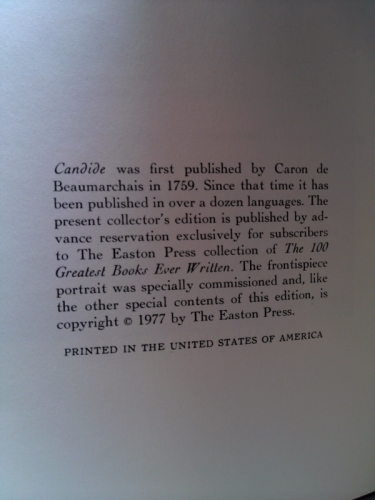 Candide was first published by Caron de
Beaumarchais in 1759. Since that time it has
been published in over a dozen languages. The
present collector's edition is published by ad-
vance reservation exclusively for subscribers
to The Easton Press collection of The 100
Greatest Books Ever Written. The frontispiece
portrait was specially commissioned and, like
the other special contents of this edition, is
copyright © 1977 by The Easton Press.
PRINTED IN THE UNITED STATES OF AMERICA